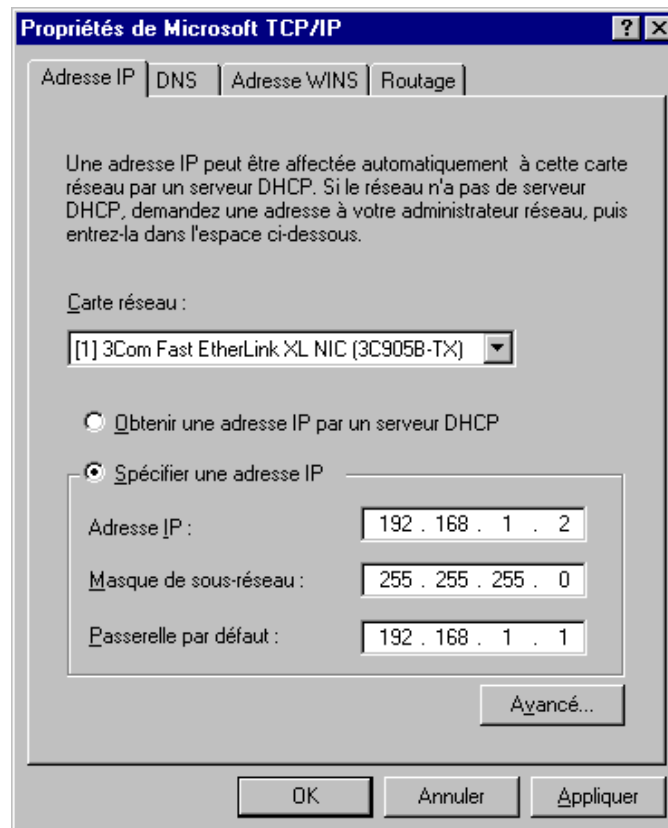 Propriétés de Microsoft TCP/IP
Adresse IP DNS Adresse WINS Routage
Une adresse IP peut être affectée automatiquement à cette carte
réseau par un serveur DHCP. Si le réseau n'a pas de serveur
DHCP, demandez une adresse à votre administrateur réseau, puis
entrez-la dans l'espace ci-dessous.
Carte réseau :
[1] 3Com Fast EtherLink XL NIC (3C905B-TX)
Obtenir une adresse IP par un serveur DHCP
Spécifier une adresse IP
Adresse IP : 192 . 168 . 1 . 2
Masque de sous-réseau : 255 . 255 . 255 . 0
Passerelle par défaut : 192 . 168 . 1 . 1
Avancé...
OK Annuler Appliquer